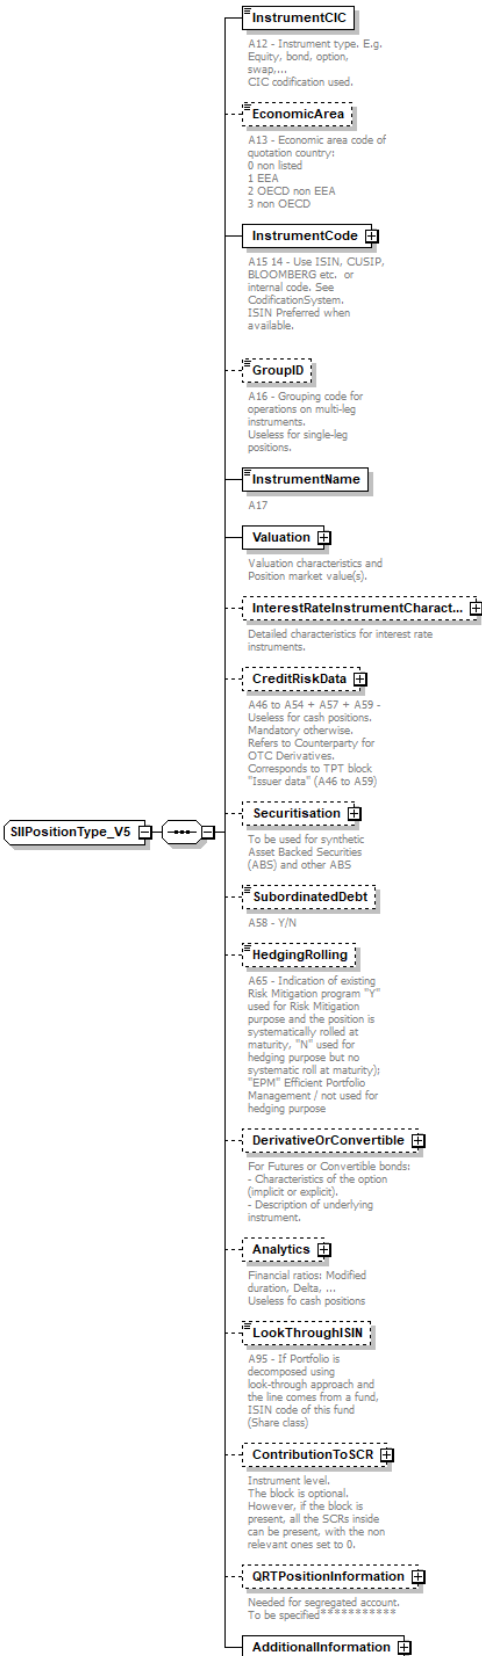 InstrumentCIC
A12 - Instrument type. E.g.
Equity, bond, option,
swap,...
CIC codification used.
EconomicArea
A13 - Economic area code of
quotation country:
0 non listed
1 EEA
2 OECD non EEA
3 non OECD
InstrumentCode
A15 14 - Use ISIN, CUSIP,
BLOOMBERG etc. or
internal code. See
CodificationSystem.
ISIN Preferred when
available.
GroupID
A16 - Grouping code for
operations on multi-leg
instruments.
Useless for single-leg
positions.
InstrumentName
A17
Valuation
Valuation characteristics and
Position market value(s).
InterestRateInstrumentCharact...
Detailed characteristics for interest rate
instruments.
CreditRiskData
A46 to A54 + A57 + A59 -
Useless for cash positions.
Mandatory otherwise.
Refers to Counterparty for
OTC Derivatives.
Corresponds to TPT block
"Issuer data" (A46 to A59)
SIIPositionType_V5
Securitisation
To be used for synthetic
Asset Backed Securities
(ABS) and other ABS
SubordinatedDebt
A58 - Y/N
HedgingRolling
A65 - Indication of existing
Risk Mitigation program "Y"
used for Risk Mitigation
purpose and the position is
systematically rolled at
maturity, "N" used for
hedging purpose but no
systematic roll at maturity);
"EPM" Efficient Portfolio
Management / not used for
hedging purpose
DerivativeOrConvertible
For Futures or Convertible bonds:
- Characteristics of the option
(implicit or explicit).
- Description of underlying
instrument.
Analytics
Financial ratios: Modified
duration, Delta, ...
Useless fo cash positions
LookThroughISIN
A95 - If Portfolio is
decomposed using
look-through approach and
the line comes from a fund,
ISIN code of this fund
(Share class)
ContributionToSCR
Instrument level.
The block is optional.
However, if the block is
present, all the SCRs inside
can be present, with the non
relevant ones set to 0.
QRTPositionInformation
Needed for segregated account.
To be specified***********
AdditionalInformation